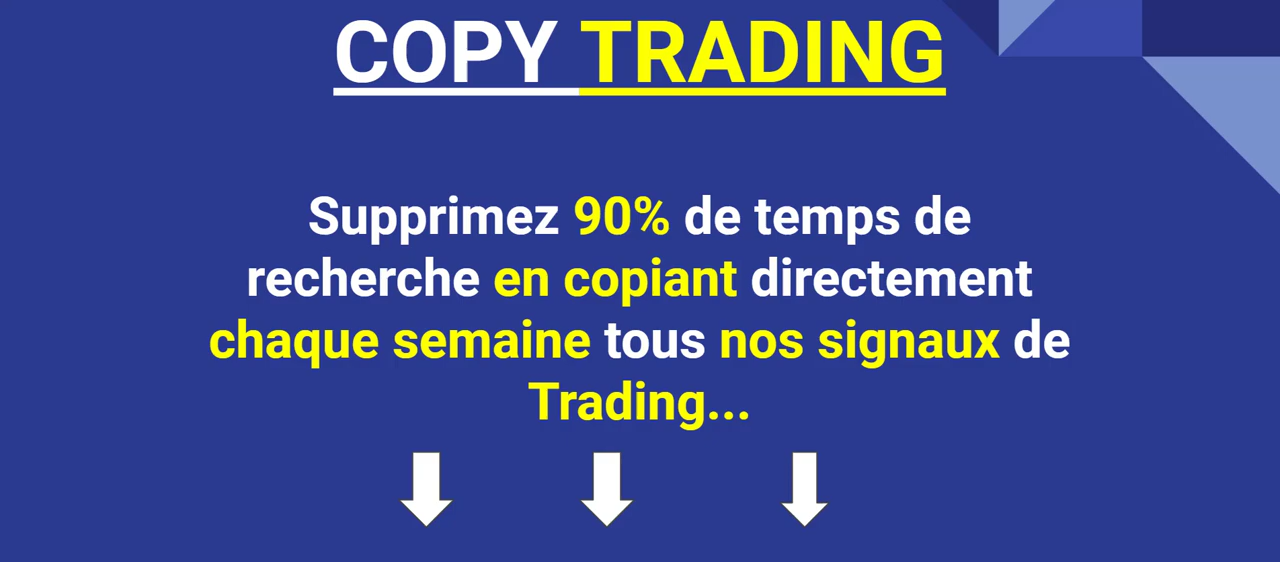 COPY TRADING
Supprimez 90% de temps de
recherche en copiant directement
chaque semaine tous nos signaux de
Trading...